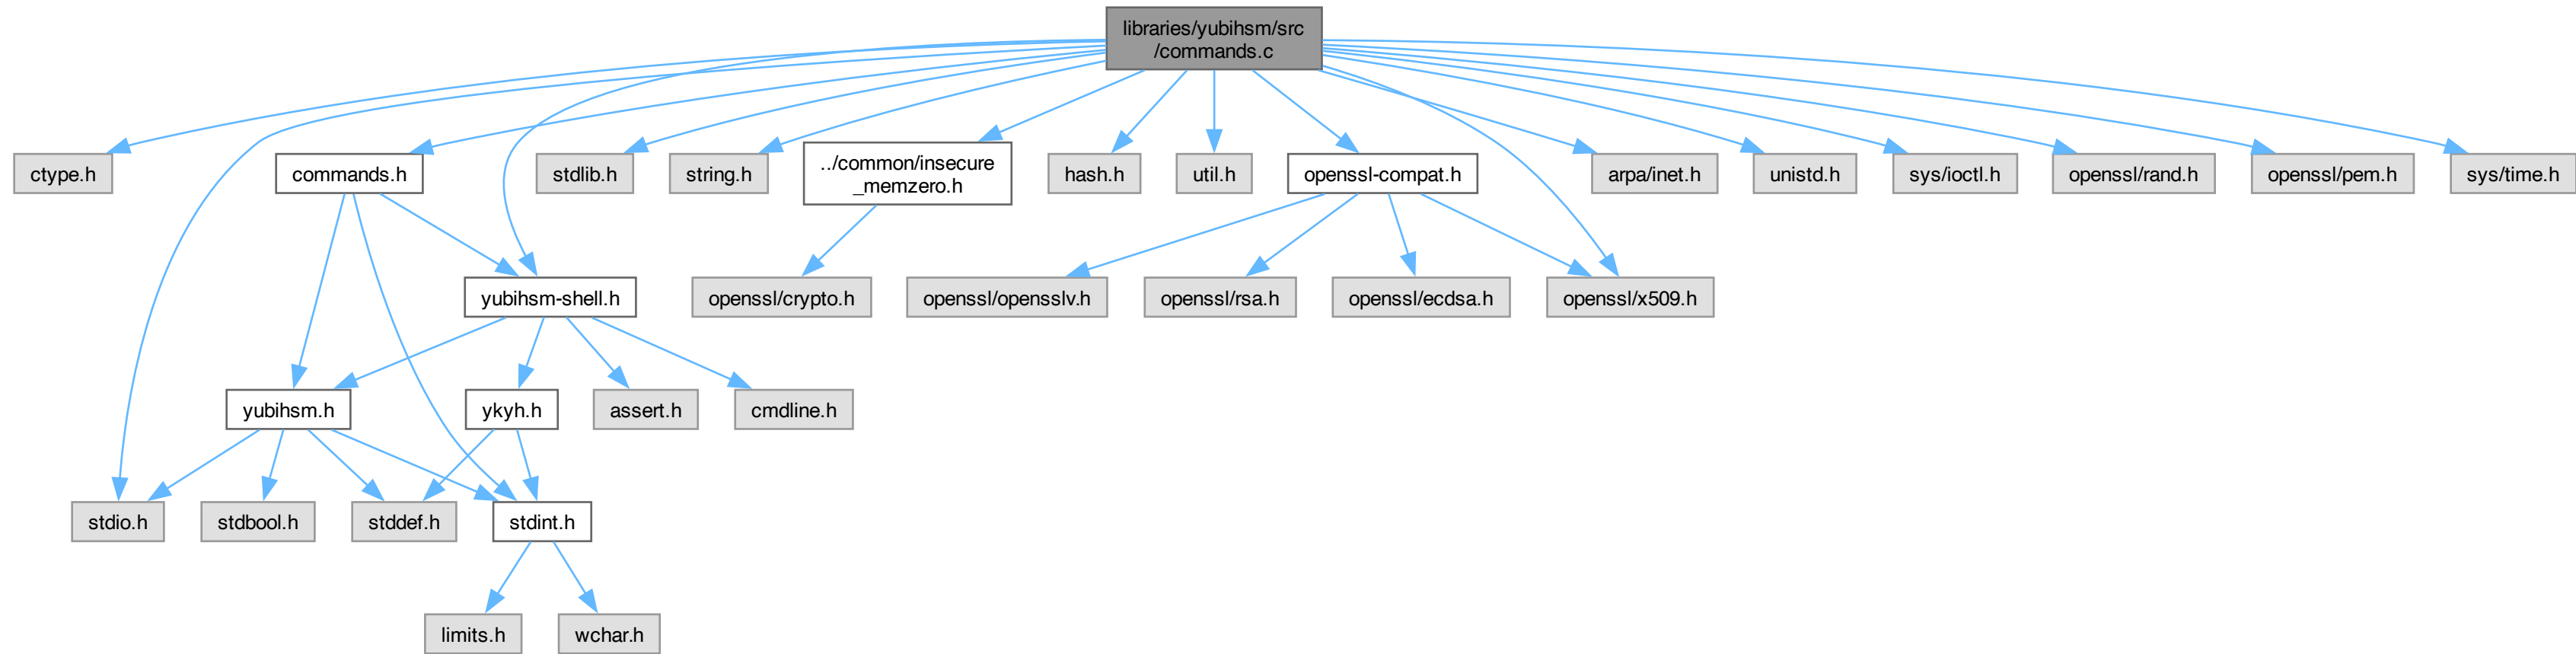 libraries/yubihsm/src
/commands.c
ctype.h
commands.h
stdlib.h
string.h
../common/insecure
_memzero.h
hash.h
util.h
openssl-compat.h
arpa/inet.h
unistd.h
sys/ioctl.h
openssl/rand.h
openssl/pem.h
sys/time.h
yubihsm-shell.h
openssl/crypto.h
openssl/opensslv.h
openssl/rsa.h
openssl/ecdsa.h
openssl/x509.h
yubihsm.h
ykyh.h
assert.h
cmdline.h
stdio.h
stdbool.h
stddef.h
stdint.h
limits.h
wchar.h